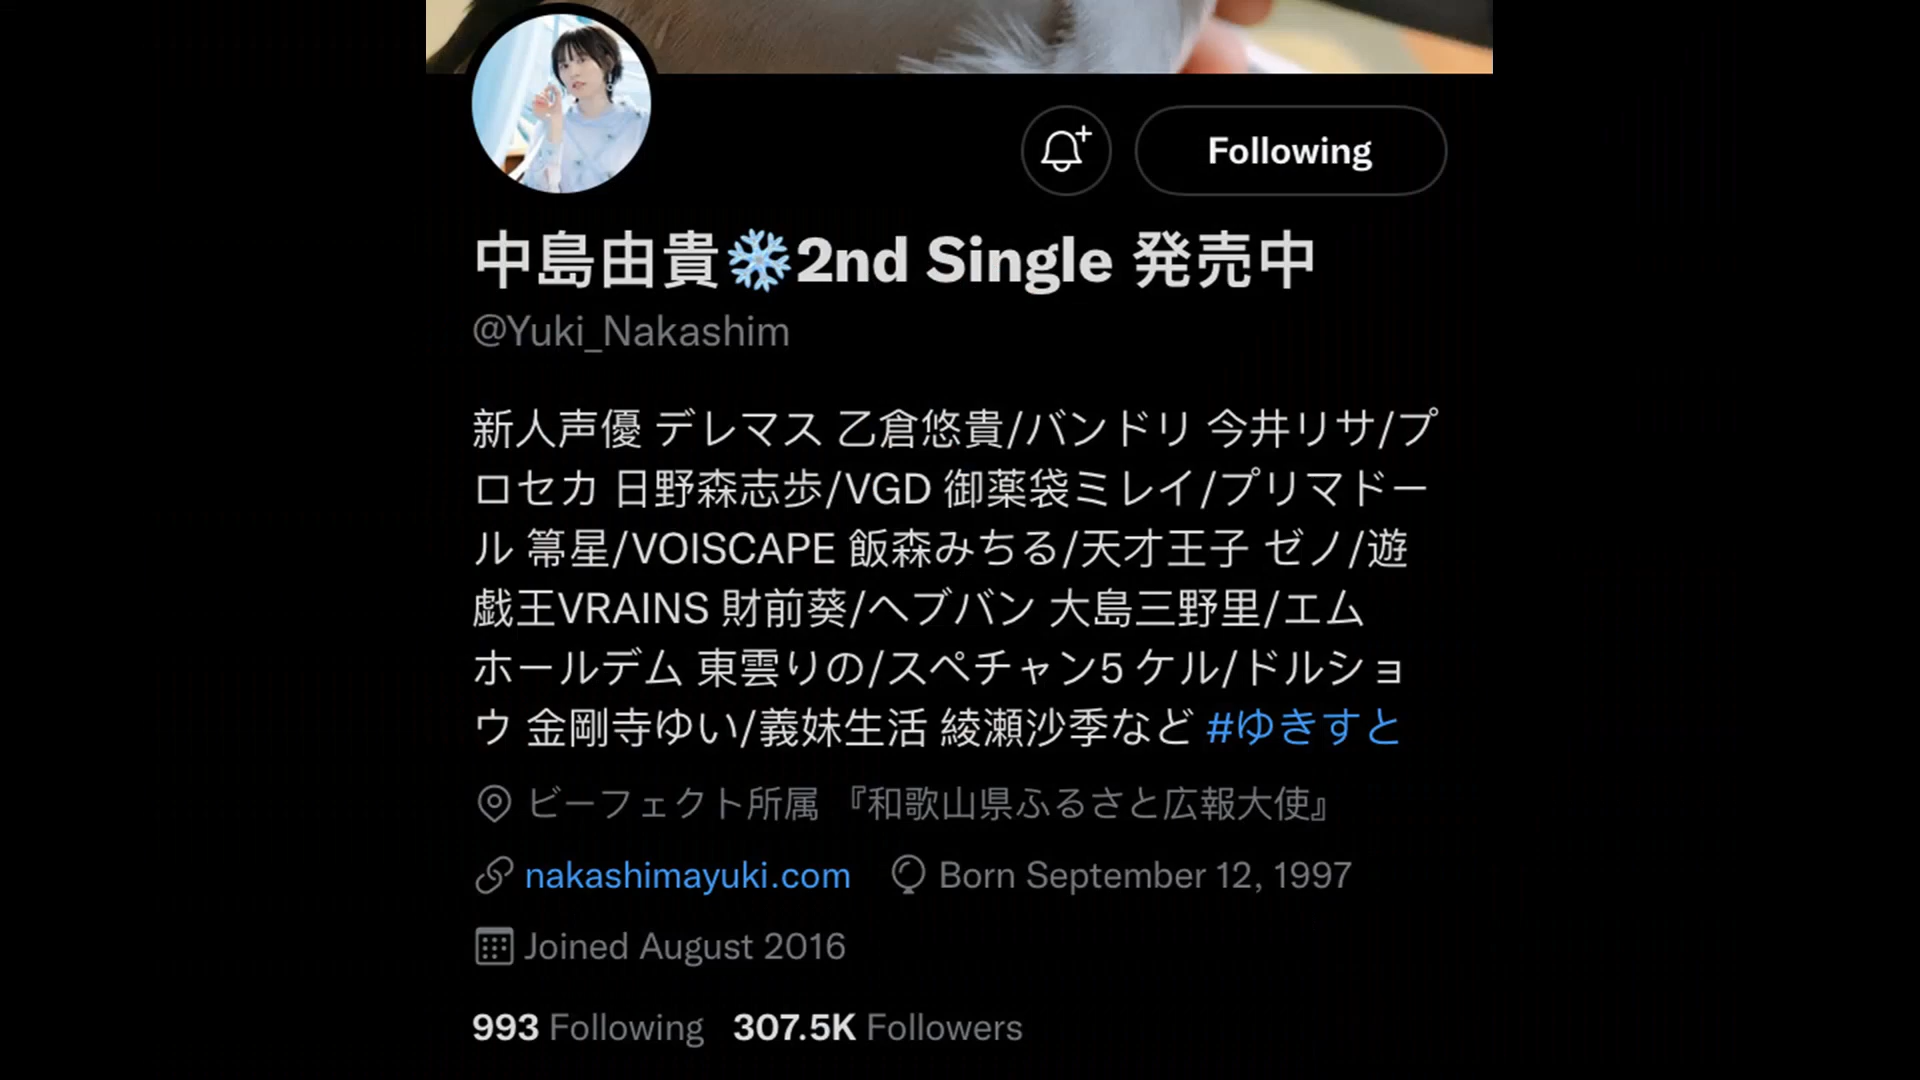 Following
中島由貴❄️2nd Single 発売中
@Yuki_Nakashim
新人声優 デレマス 乙倉悠貴/バンドリ 今井リサ/プ
ロセカ 日野森志歩/VGD 御薬袋ミレイ/プリマドー
ル 箒星/VOISCAPE 飯森みちる/天才王子 ゼノ/遊
戯王VRAINS 財前葵/ヘブバン 大島三野里/エム
ホールデム 東雲りの/スペチャン5 ケル/ドルショ
ウ 金剛寺ゆい/義妹生活 綾瀬沙季など #ゆきすと
ビーフェクト所属 『和歌山県ふるさと広報大使』
nakashimayuki.com Born September 12, 1997
Joined August 2016
993 Following 307.5K Followers